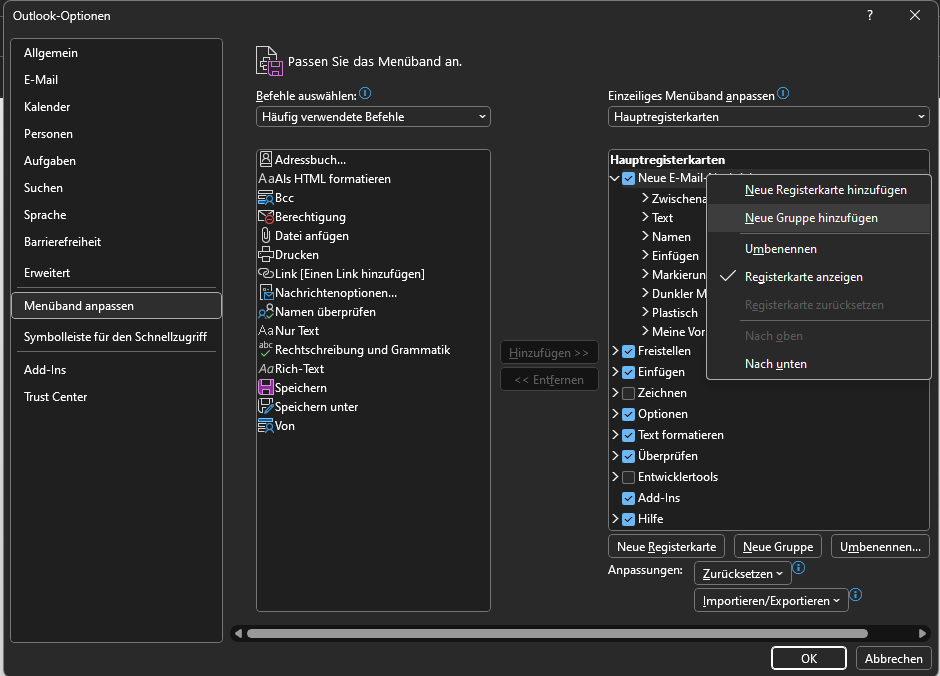 Outlook-Optionen
?
Allgemein
E-Mail
Kalender
Personen
Aufgaben
Suchen
Sprache
Barrierefreiheit
Erweitert
Menüband anpassen
Symbolleiste für den Schnellzugriff
Add-Ins
Trust Center
Passen Sie das Menüband an.
Befehle auswählen:
Häufig verwendete Befehle
Adressbuch...
Als HTML formatieren
Bcc
Berechtigung
Datei anfügen
Drucken
Link [Einen Link hinzufügen]
Nachrichtenoptionen...
Namen überprüfen
Nur Text
Rechtschreibung und Grammatik
Rich-Text
Speichern
Speichern unter
Von
Hinzufügen >>
<< Entfernen
Einzeiliges Menüband anpassen
Hauptregisterkarten
Hauptregisterkarten
Neue E-Mail-
Zwischena
Text
Namen
Einfügen
Markierun
Dunkler M
Plastisch
Meine Vor
Freistellen
Einfügen
Zeichnen
Optionen
Text formatieren
Überprüfen
Entwicklertools
Add-Ins
Hilfe
Neue Registerkarte hinzufügen
Neue Gruppe hinzufügen
Umbenennen
Registerkarte anzeigen
Registerkarte zurücksetzen
Nach oben
Nach unten
Neue Registerkarte
Neue Gruppe
Umbenennen...
Anpassungen:
Zurücksetzen
Importieren/Exportieren
OK
Abbrechen